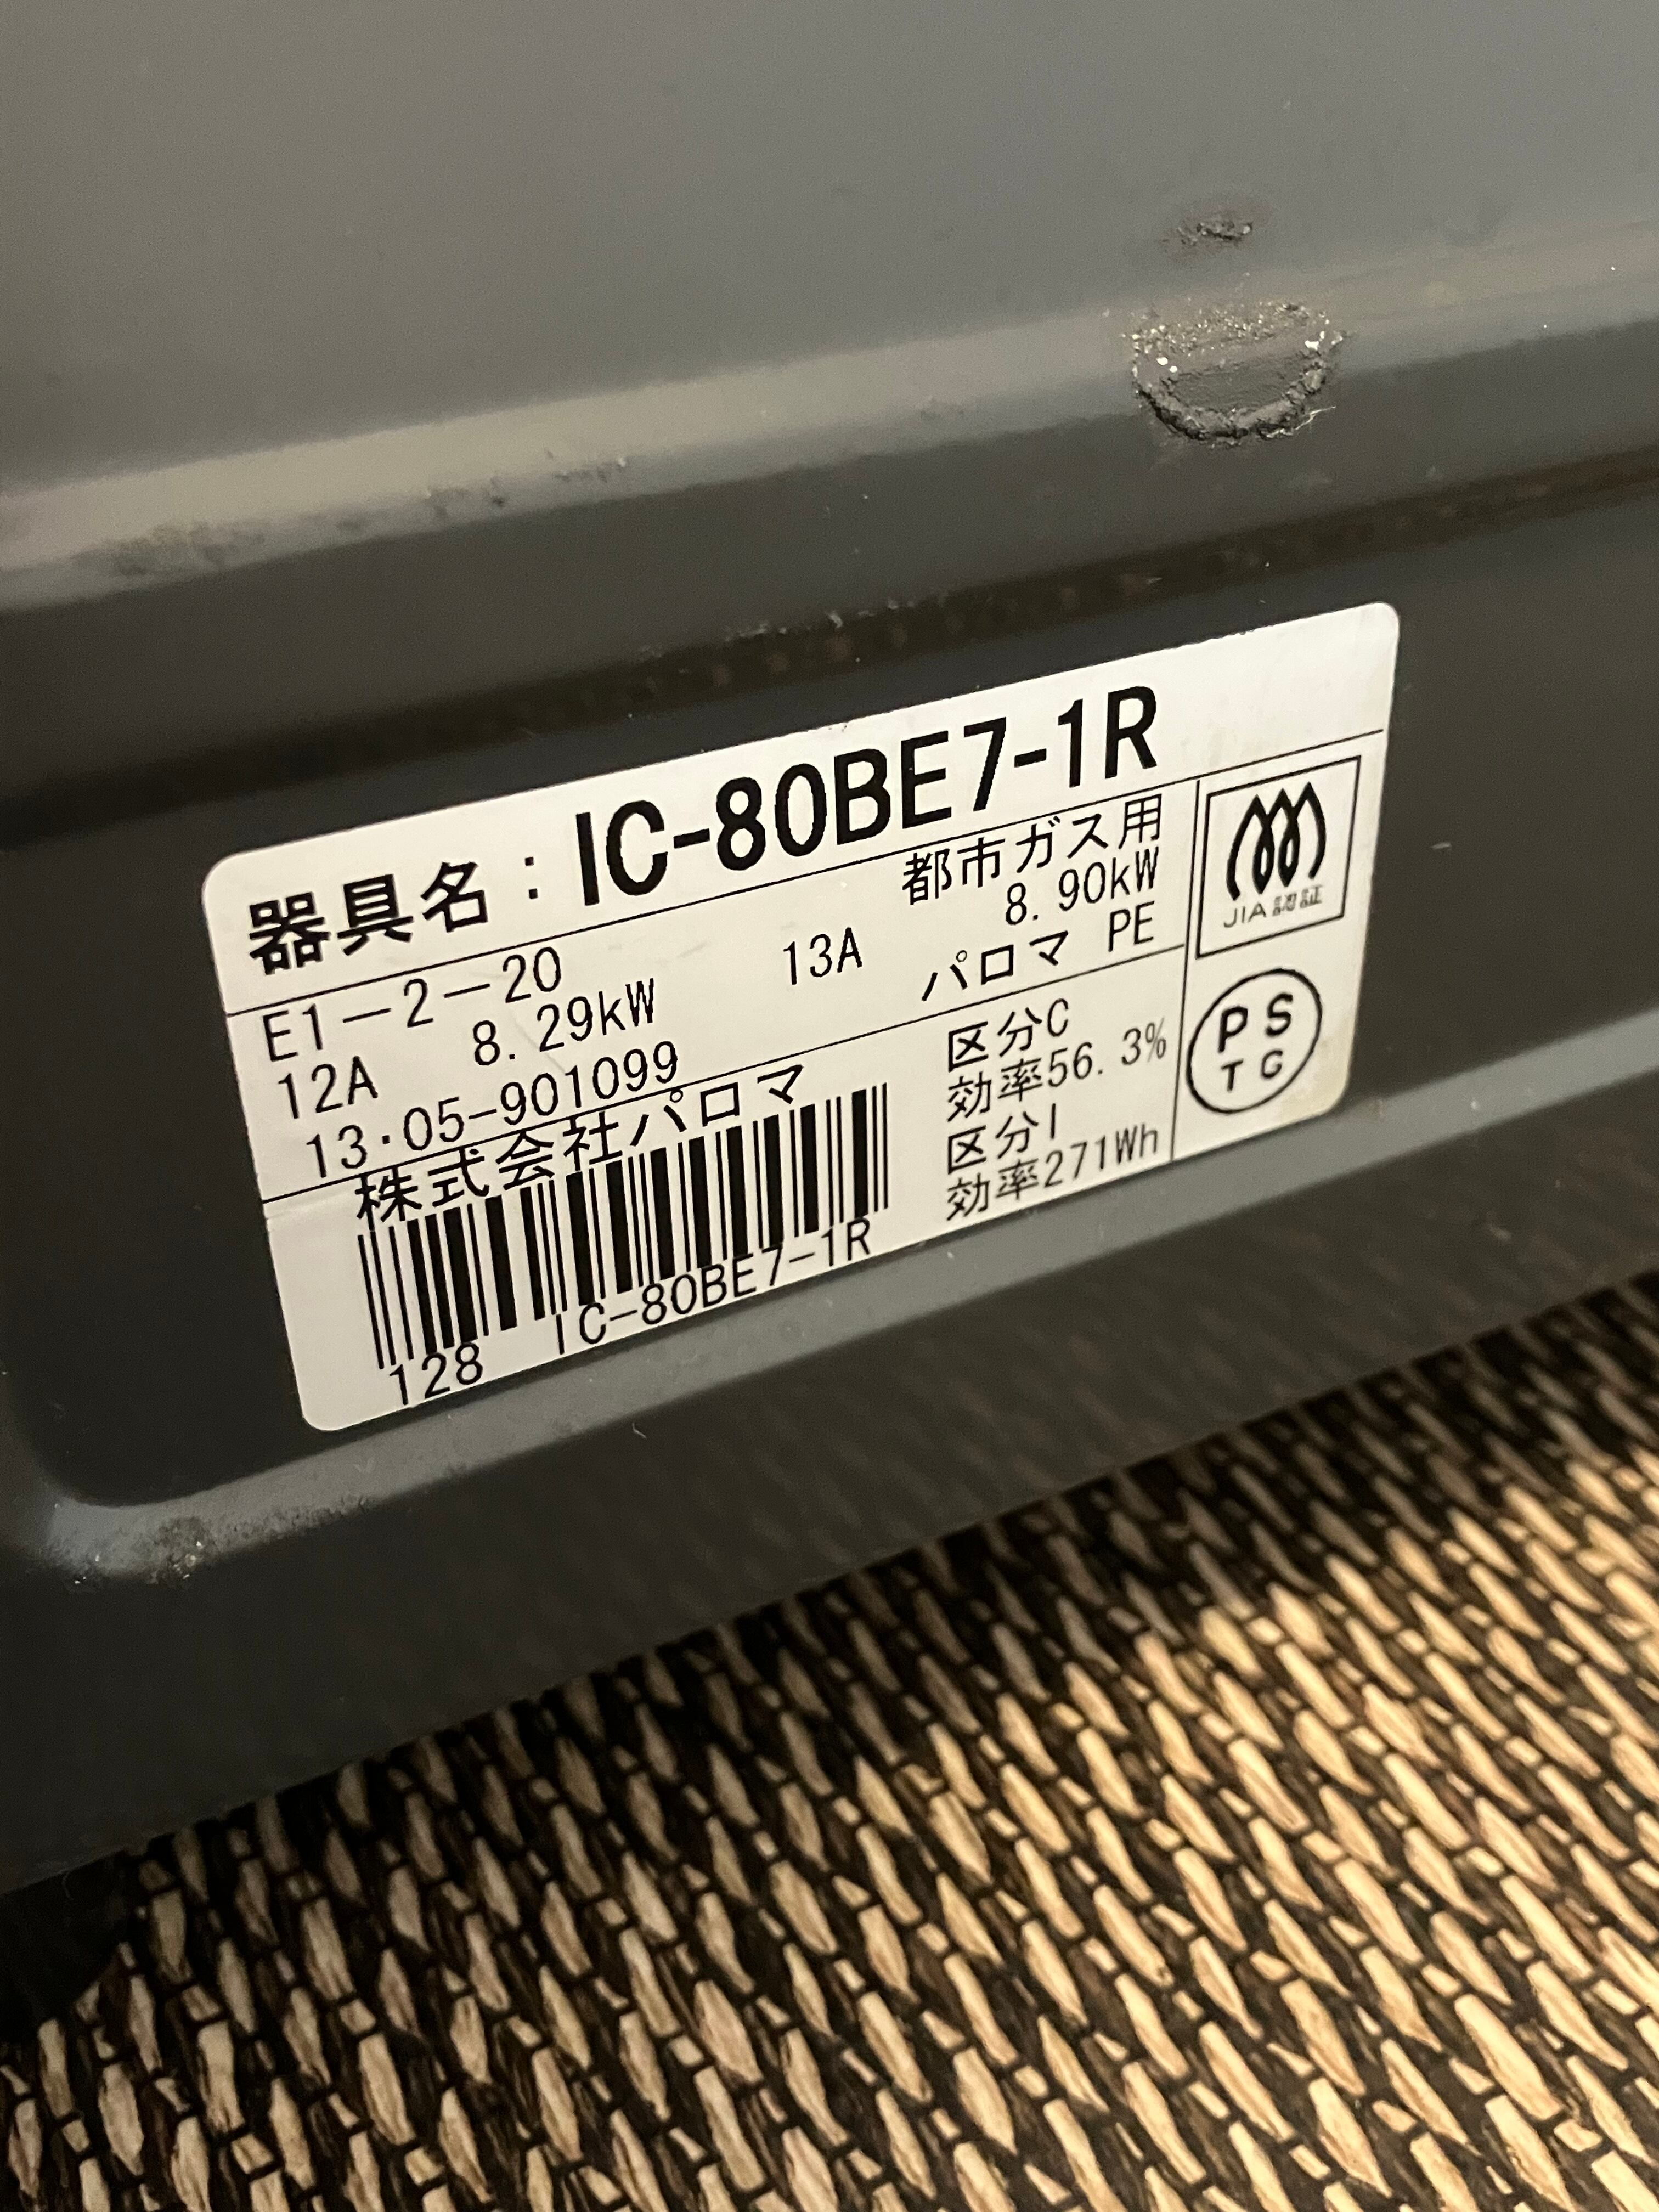 器具名：IC-80BE7-1R
都市ガス用
E1－2－20
12A 8.29kW 13A 8.90kW
13･05-901099 パロマ PE
株式会社パロマ
区分C
効率56.3%
区分I
効率271Wh
128 IC-80BE7-1R
JIA認証
PS
TG